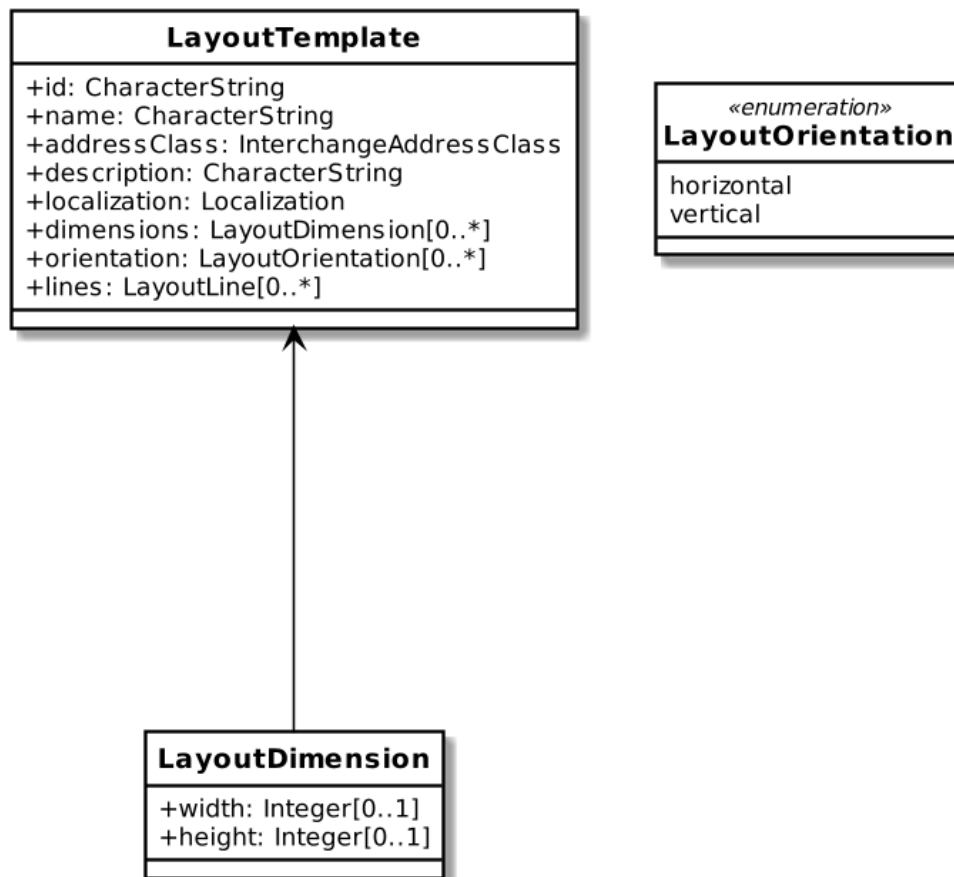 LayoutTemplate
+id: CharacterString
+name: CharacterString
+addressClass: InterchangeAddressClass
+description: CharacterString
+localization: Localization
+dimensions: LayoutDimension[0..*]
+orientation: LayoutOrientation[0..*]
+lines: LayoutLine[0..*]
«enumeration»
LayoutOrientation
horizontal
vertical
LayoutDimension
+width: Integer[0..1]
+height: Integer[0..1]